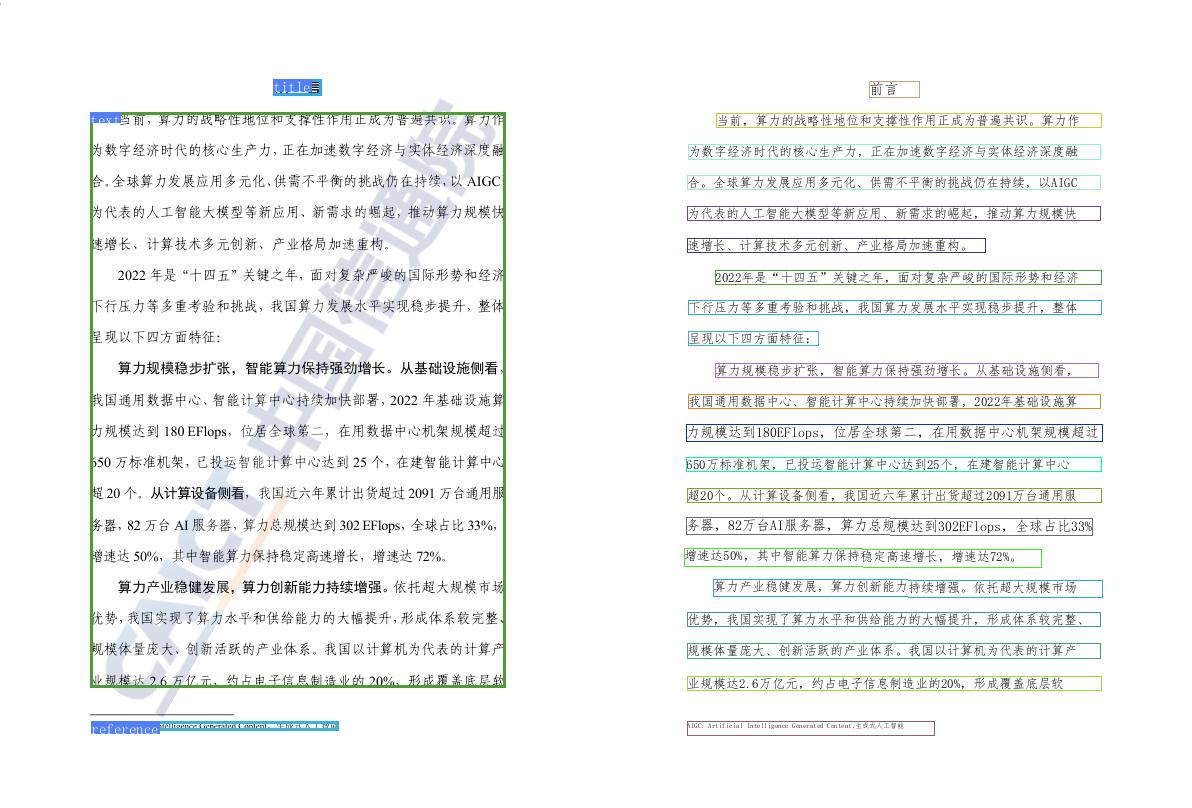 title
text当前，算力的战略性地位和支撑性作用正成为普遍共识。算力作
为数字经济时代的核心生产力，正在加速数字经济与实体经济深度融
合。全球算力发展应用多元化、供需不平衡的挑战仍在持续，以 AIGC
为代表的人工智能大模型等新应用、新需求的崛起，推动算力规模快
速增长、计算技术多元创新、产业格局加速重构。
2022 年是“十四五”关键之年，面对复杂严峻的国际形势和经济
下行压力等多重考验和挑战，我国算力发展水平实现稳步提升，整体
呈现以下四方面特征：
算力规模稳步扩张，智能算力保持强劲增长。从基础设施侧看，
我国通用数据中心、智能计算中心持续加快部署，2022 年基础设施算
力规模达到 180 EFlops，位居全球第二，在用数据中心机架规模超过
650 万标准机架，已投运智能计算中心达到 25 个，在建智能计算中心
超 20 个。从计算设备侧看，我国近六年累计出货超过 2091 万台通用服
务器，82 万台 AI 服务器，算力总规模达到 302 EFlops，全球占比 33%，
增速达 50%，其中智能算力保持稳定高速增长，增速达 72%。
算力产业稳健发展，算力创新能力持续增强。依托超大规模市场
优势，我国实现了算力水平和供给能力的大幅提升，形成体系较完整、
规模体量庞大、创新活跃的产业体系。我国以计算机为代表的计算产
业规模达 2.6 万亿元，约占电子信息制造业的 20%，形成覆盖底层软
reference
Intelligence Generated Content，生成式人工智能
CAICT 中国信通院
前言
当前，算力的战略性地位和支撑性作用正成为普遍共识。算力作
为数字经济时代的核心生产力，正在加速数字经济与实体经济深度融
合。全球算力发展应用多元化、供需不平衡的挑战仍在持续，以AIGC
为代表的人工智能大模型等新应用、新需求的崛起，推动算力规模快
速增长、计算技术多元创新、产业格局加速重构。
2022年是“十四五”关键之年，面对复杂严峻的国际形势和经济
下行压力等多重考验和挑战，我国算力发展水平实现稳步提升，整体
呈现以下四方面特征：
算力规模稳步扩张，智能算力保持强劲增长。从基础设施侧看，
我国通用数据中心、智能计算中心持续加快部署，2022年基础设施算
力规模达到180EFlops，位居全球第二，在用数据中心机架规模超过
650万标准机架，已投运智能计算中心达到25个，在建智能计算中心
超20个。从计算设备侧看，我国近六年累计出货超过2091万台通用服
务器，82万台AI服务器，算力总规模达到302EFlops，全球占比33%
增速达50%，其中智能算力保持稳定高速增长，增速达72%。
算力产业稳健发展，算力创新能力持续增强。依托超大规模市场
优势，我国实现了算力水平和供给能力的大幅提升，形成体系较完整、
规模体量庞大、创新活跃的产业体系。我国以计算机为代表的计算产
业规模达2.6万亿元，约占电子信息制造业的20%，形成覆盖底层软
AIGC: Artificial Intelligence Generated Content,生成式人工智能